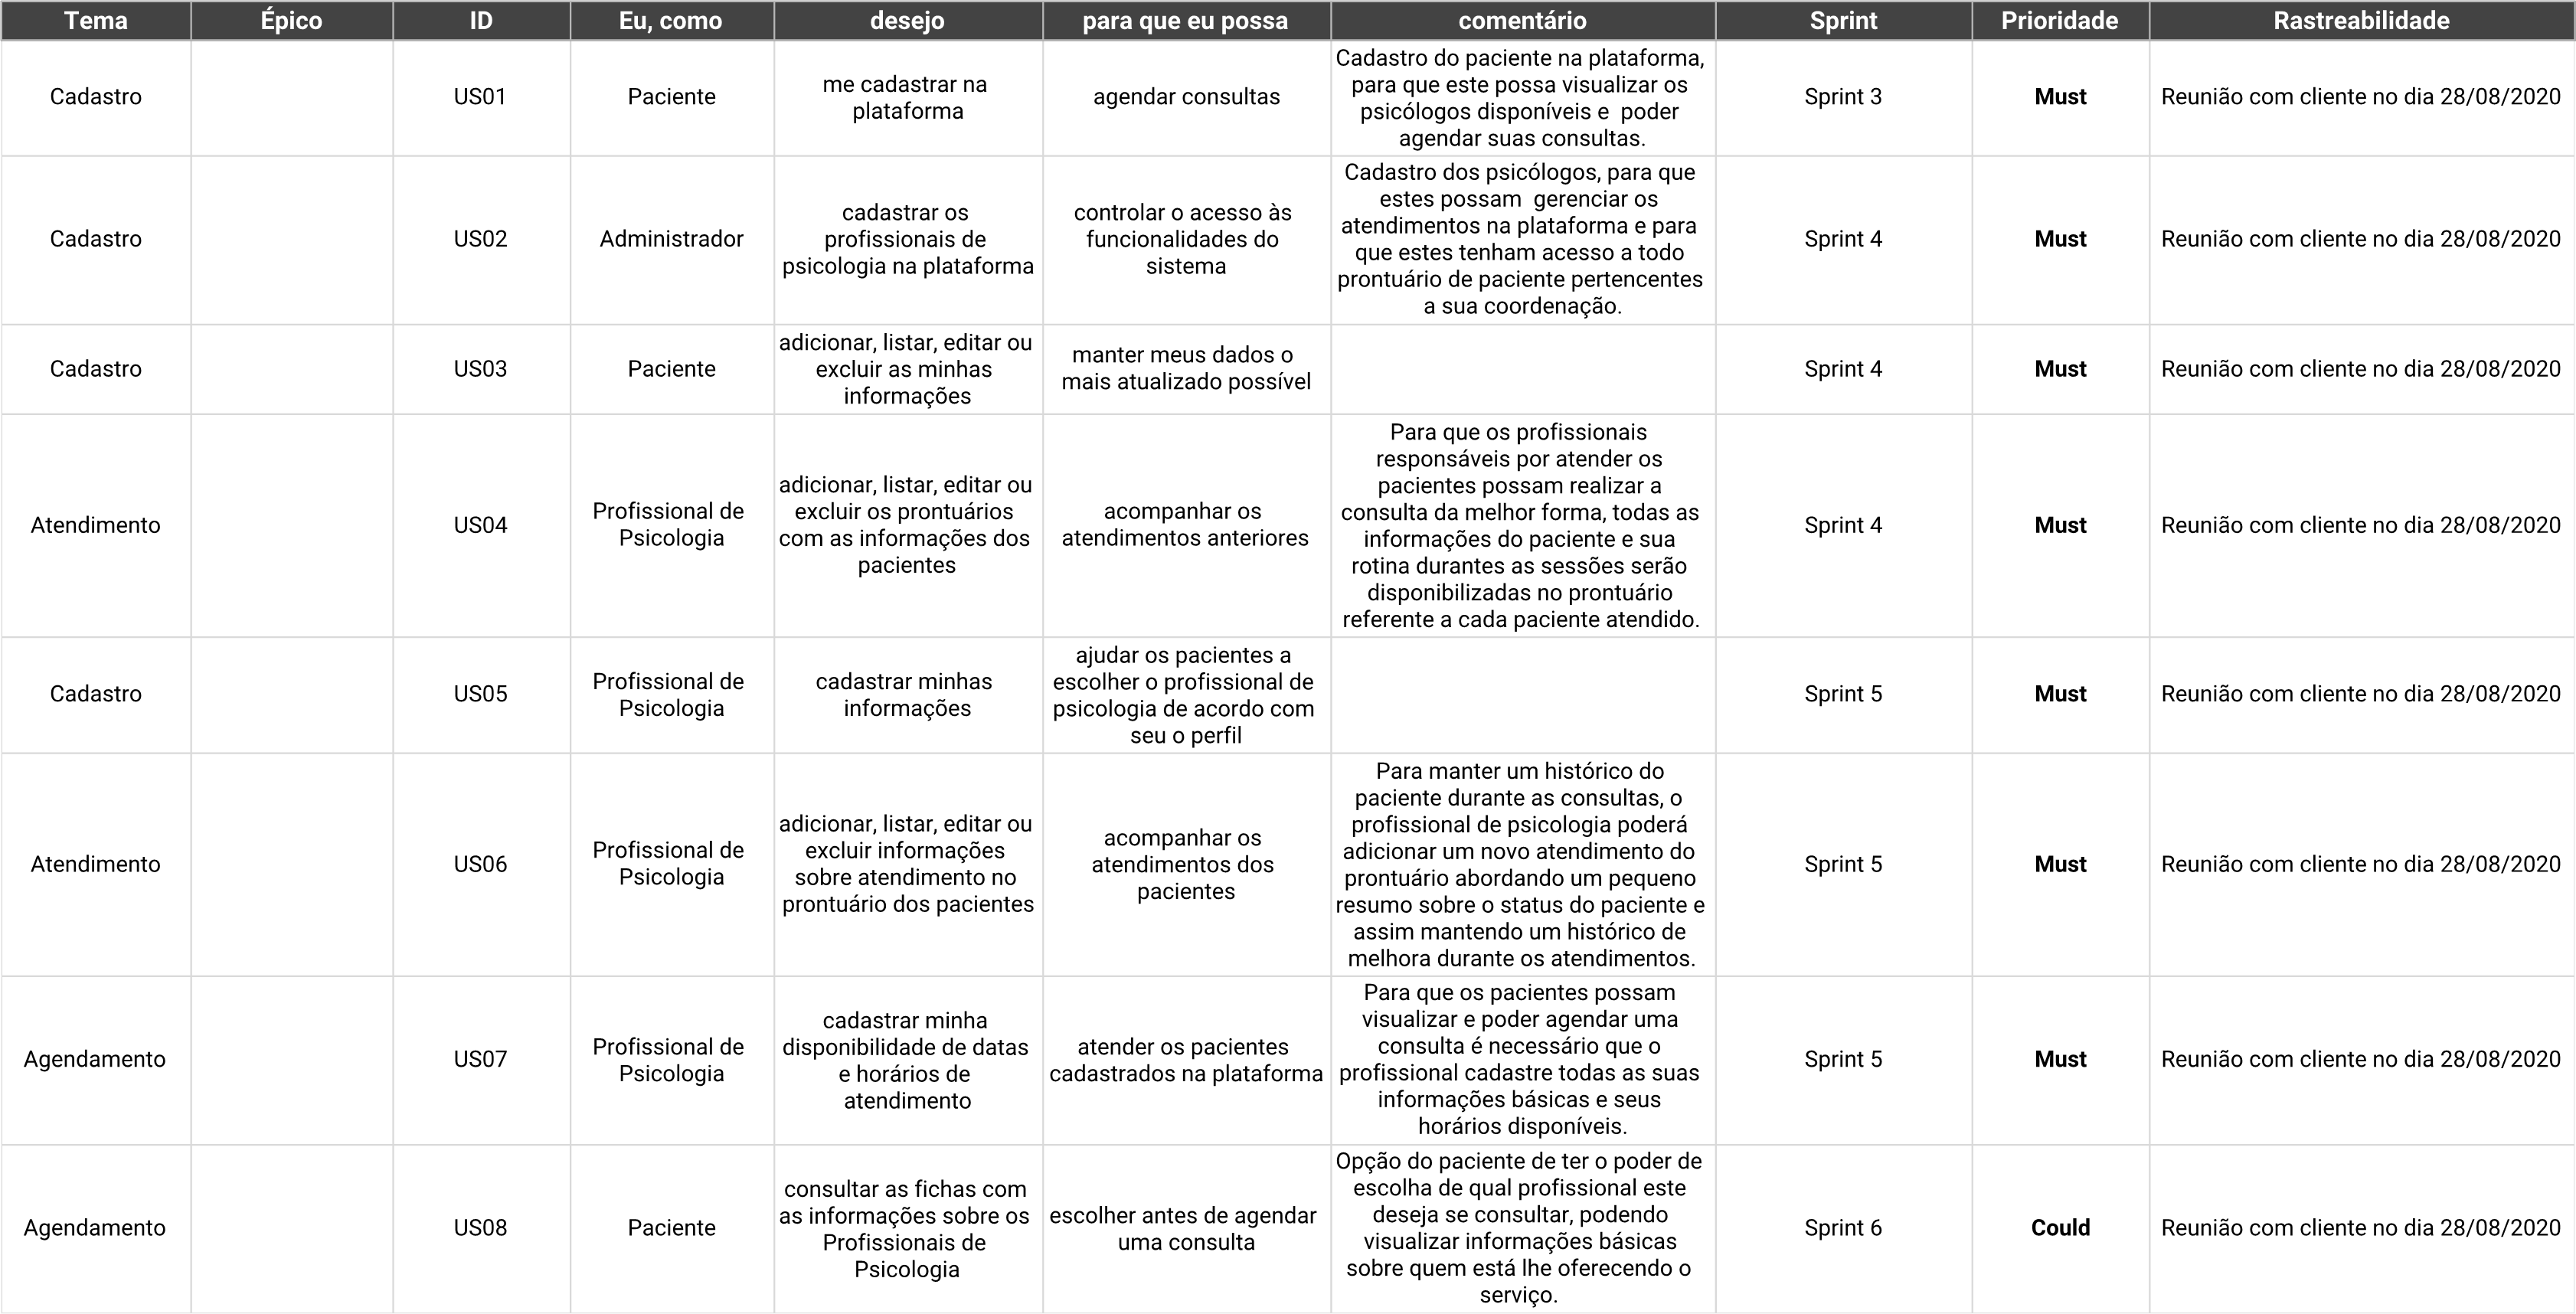 Tema Épico ID Eu, como desejo para que eu possa comentário Sprint Prioridade Rastreabilidade
Cadastro
US01
Paciente
me cadastrar na
plataforma
agendar consultas
Cadastro do paciente na plataforma,
para que este possa visualizar os
psicólogos disponíveis e  poder
agendar suas consultas.
Sprint 3
Must
Reunião com cliente no dia 28/08/2020
Cadastro
US02
Administrador
cadastrar os
profissionais de
psicologia na plataforma
controlar o acesso às
funcionalidades do
sistema
Cadastro dos psicólogos, para que
estes possam  gerenciar os
atendimentos na plataforma e para
que estes tenham acesso a todo
prontuário de paciente pertencentes
a sua coordenação.
Sprint 4
Must
Reunião com cliente no dia 28/08/2020
Cadastro
US03
Paciente
adicionar, listar, editar ou
excluir as minhas
informações
manter meus dados o
mais atualizado possível
Sprint 4
Must
Reunião com cliente no dia 28/08/2020
Atendimento
US04
Profissional de
Psicologia
adicionar, listar, editar ou
excluir os prontuários
com as informações dos
pacientes
acompanhar os
atendimentos anteriores
Para que os profissionais
responsáveis por atender os
pacientes possam realizar a
consulta da melhor forma, todas as
informações do paciente e sua
rotina durantes as sessões serão
disponibilizadas no prontuário
referente a cada paciente atendido.
Sprint 4
Must
Reunião com cliente no dia 28/08/2020
Cadastro
US05
Profissional de
Psicologia
cadastrar minhas
informações
ajudar os pacientes a
escolher o profissional de
psicologia de acordo com
seu o perfil
Sprint 5
Must
Reunião com cliente no dia 28/08/2020
Atendimento
US06
Profissional de
Psicologia
adicionar, listar, editar ou
excluir informações
sobre atendimento no
prontuário dos pacientes
acompanhar os
atendimentos dos
pacientes
Para manter um histórico do
paciente durante as consultas, o
profissional de psicologia poderá
adicionar um novo atendimento do
prontuário abordando um pequeno
resumo sobre o status do paciente e
assim mantendo um histórico de
melhora durante os atendimentos.
Sprint 5
Must
Reunião com cliente no dia 28/08/2020
Agendamento
US07
Profissional de
Psicologia
cadastrar minha
disponibilidade de datas
e horários de
atendimento
atender os pacientes
cadastrados na plataforma
Para que os pacientes possam
visualizar e poder agendar uma
consulta é necessário que o
profissional cadastre todas as suas
informações básicas e seus
horários disponíveis.
Sprint 5
Must
Reunião com cliente no dia 28/08/2020
Agendamento
US08
Paciente
consultar as fichas com
as informações sobre os
Profissionais de
Psicologia
escolher antes de agendar
uma consulta
Opção do paciente de ter o poder de
escolha de qual profissional este
deseja se consultar, podendo
visualizar informações básicas
sobre quem está lhe oferecendo o
serviço.
Sprint 6
Could
Reunião com cliente no dia 28/08/2020